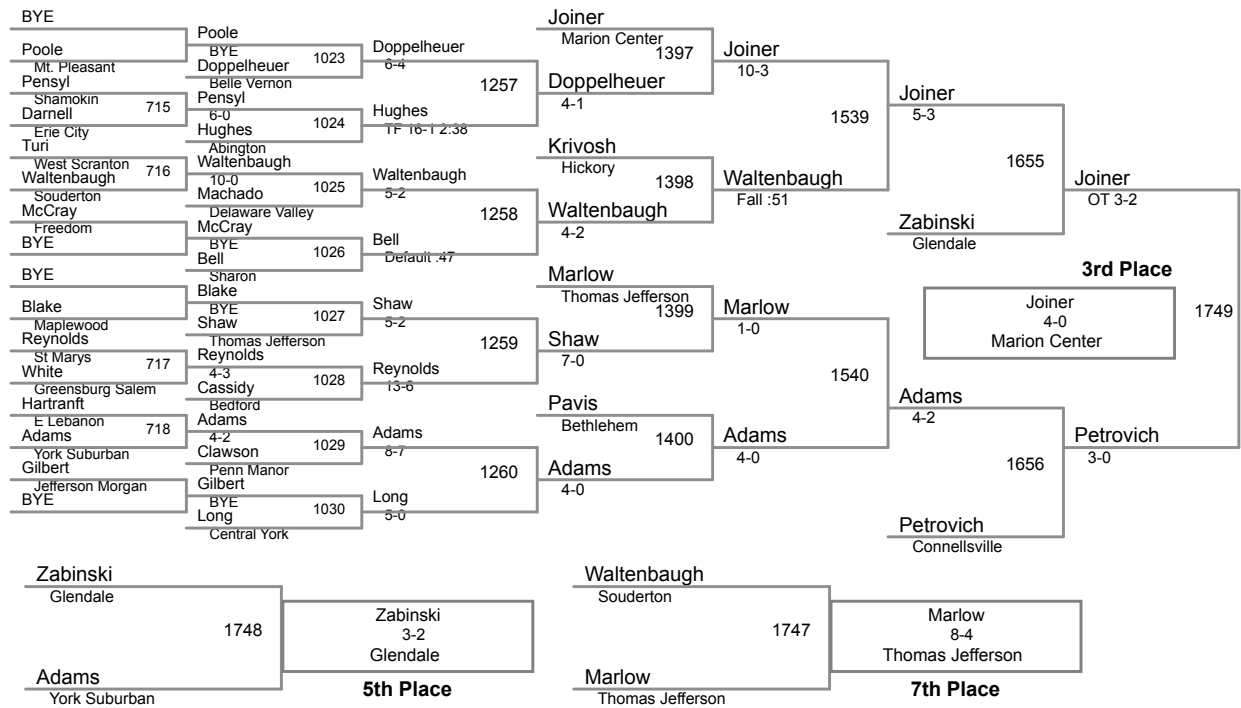 BYE
Poole
Mt. Pleasant
Pensyl
Shamokin
715
Darnell
Erie City
Turi
West Scranton
716
Waltenbaugh
Souderton
McCray
Freedom
BYE
BYE
Blake
Maplewood
Reynolds
St Marys
717
White
Greensburg Salem
Hartranft
E Lebanon
718
Adams
York Suburban
Gilbert
Jefferson Morgan
BYE
Poole
BYE
1023
Doppelheuer
Belle Vernon
Pensyl
6-0
1024
Hughes
Abington
Waltenbaugh
10-0
1025
Machado
Delaware Valley
McCray
BYE
1026
Bell
Sharon
Blake
BYE
1027
Shaw
Thomas Jefferson
Reynolds
4-3
1028
Cassidy
Bedford
Adams
4-2
1029
Clawson
Penn Manor
Gilbert
BYE
1030
Long
Central York
Doppelheuer
6-4
1257
Hughes
TF 16-1 2:38
Waltenbaugh
5-2
1258
Bell
Default :47
Shaw
5-2
1259
Reynolds
13-6
Adams
8-7
1260
Long
5-0
Joiner
Marion Center
1397
Doppelheuer
4-1
Krivosh
Hickory
1398
Waltenbaugh
4-2
Marlow
Thomas Jefferson
1399
Shaw
7-0
Pavis
Bethlehem
1400
Adams
4-0
Joiner
10-3
1539
Waltenbaugh
Fall :51
Marlow
1-0
1540
Adams
4-0
Joiner
5-3
1655
Zabinski
Glendale
Adams
4-2
1656
Petrovich
Connellsville
Joiner
OT 3-2
1749
Petrovich
3-0
3rd Place
Joiner
4-0
Marion Center
Zabinski
Glendale
1748
Adams
York Suburban
Zabinski
3-2
Glendale
5th Place
Waltenbaugh
Souderton
1747
Marlow
Thomas Jefferson
Marlow
8-4
Thomas Jefferson
7th Place